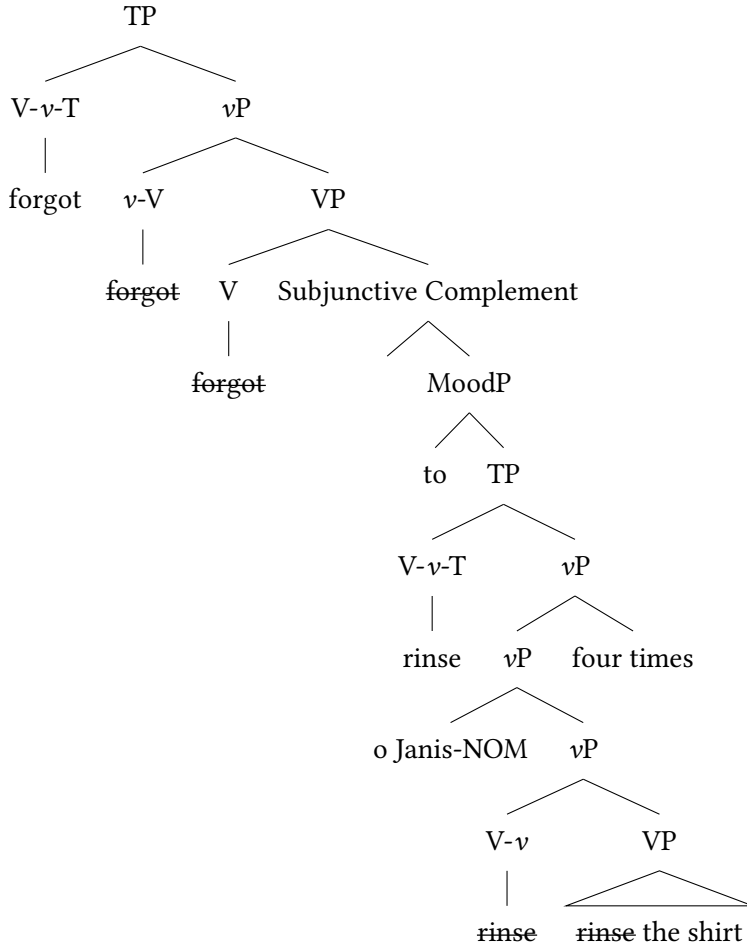 TP
V-v-T vP
forgot v-V VP
forgot V Subjunctive Complement
forgot MoodP
to TP
V-v-T vP
rinse vP four times
o Janis-NOM vP
V-v VP
rinse rinse the shirt